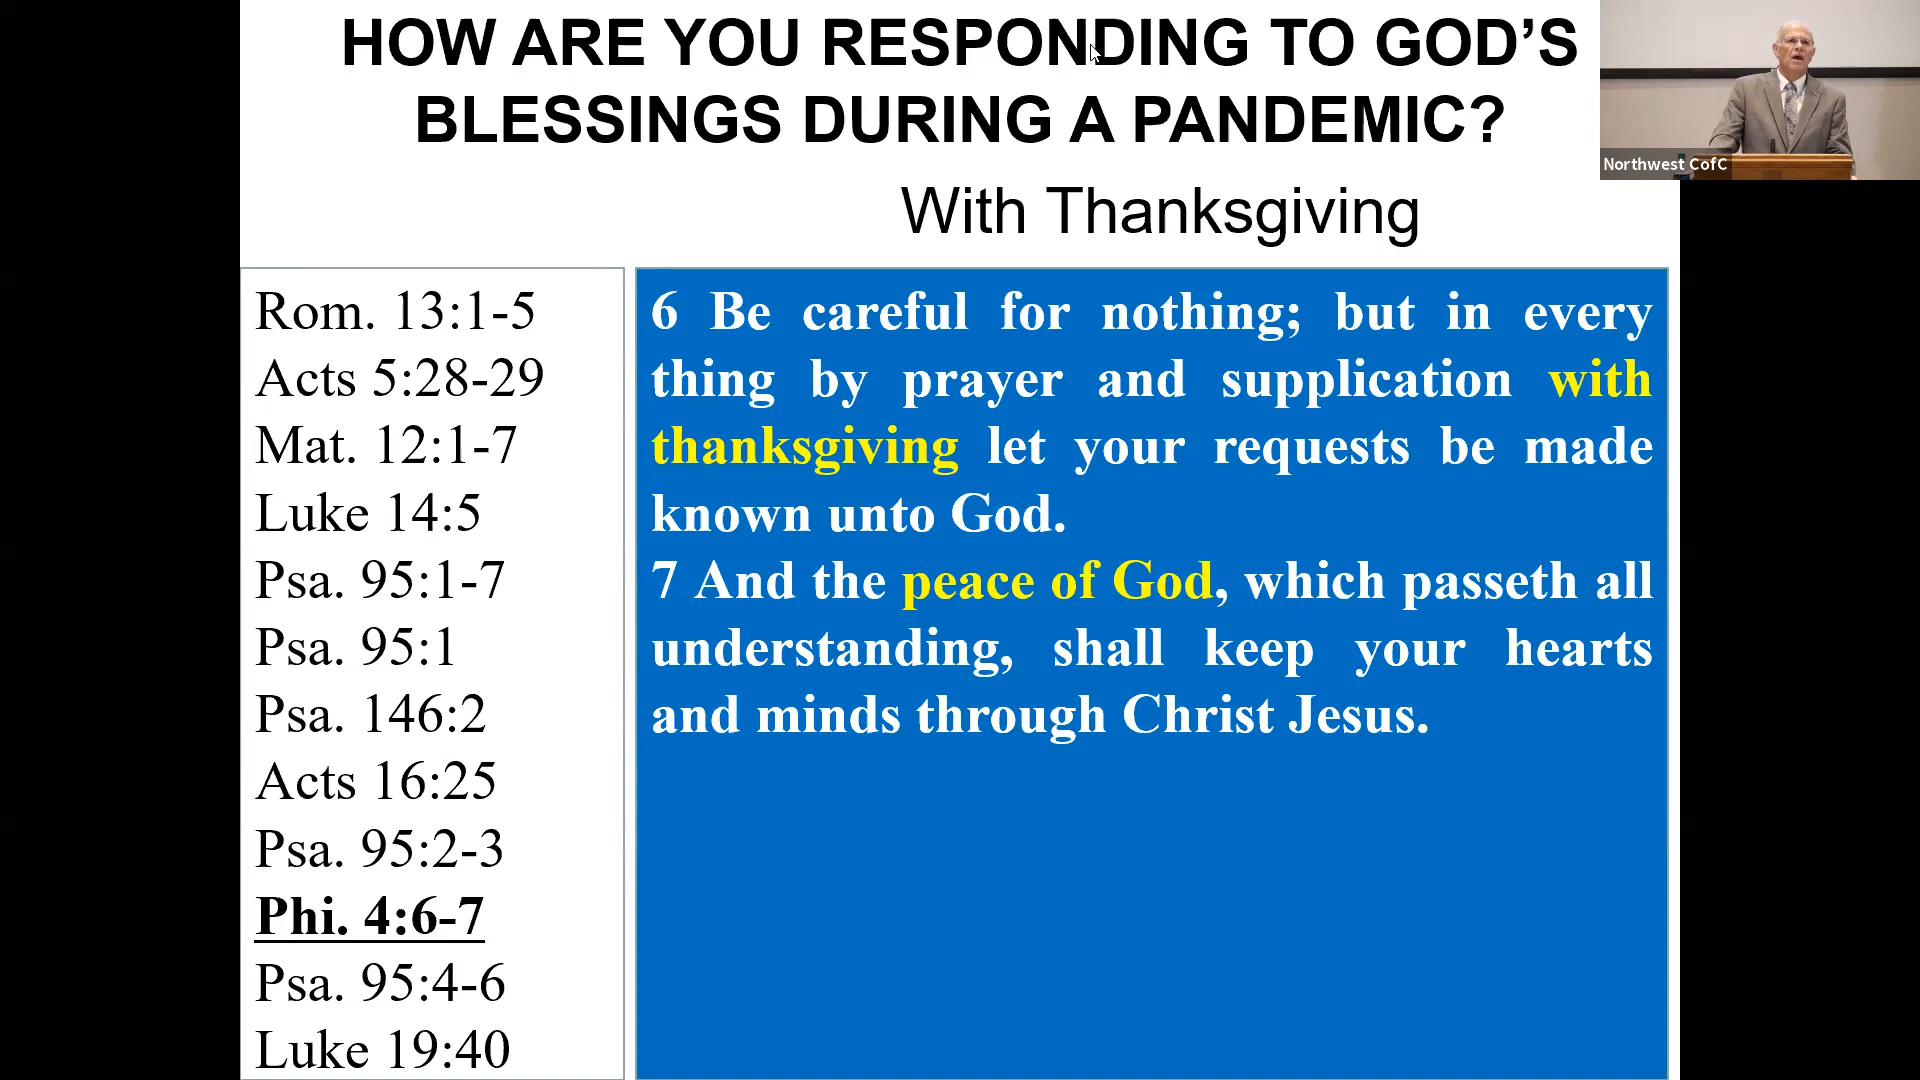 HOW ARE YOU RESPONDING TO GOD’S
BLESSINGS DURING A PANDEMIC?
With Thanksgiving
Northwest CofC
Rom. 13:1-5
Acts 5:28-29
Mat. 12:1-7
Luke 14:5
Psa. 95:1-7
Psa. 95:1
Psa. 146:2
Acts 16:25
Psa. 95:2-3
Phi. 4:6-7
Psa. 95:4-6
Luke 19:40
6 Be careful for nothing; but in every
thing by prayer and supplication with
thanksgiving let your requests be made
known unto God.
7 And the peace of God, which passeth all
understanding, shall keep your hearts
and minds through Christ Jesus.